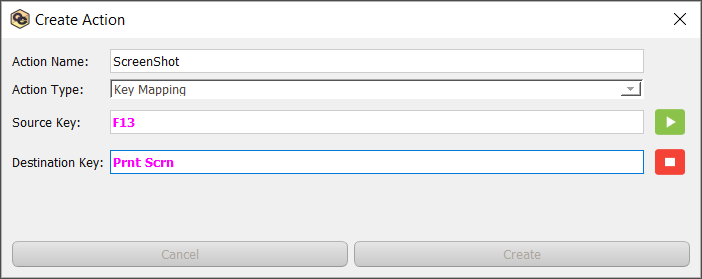 Create Action
Action Name: ScreenShot
Action Type: Key Mapping
Source Key: F13
Destination Key: Prnt Scrn
Cancel Create